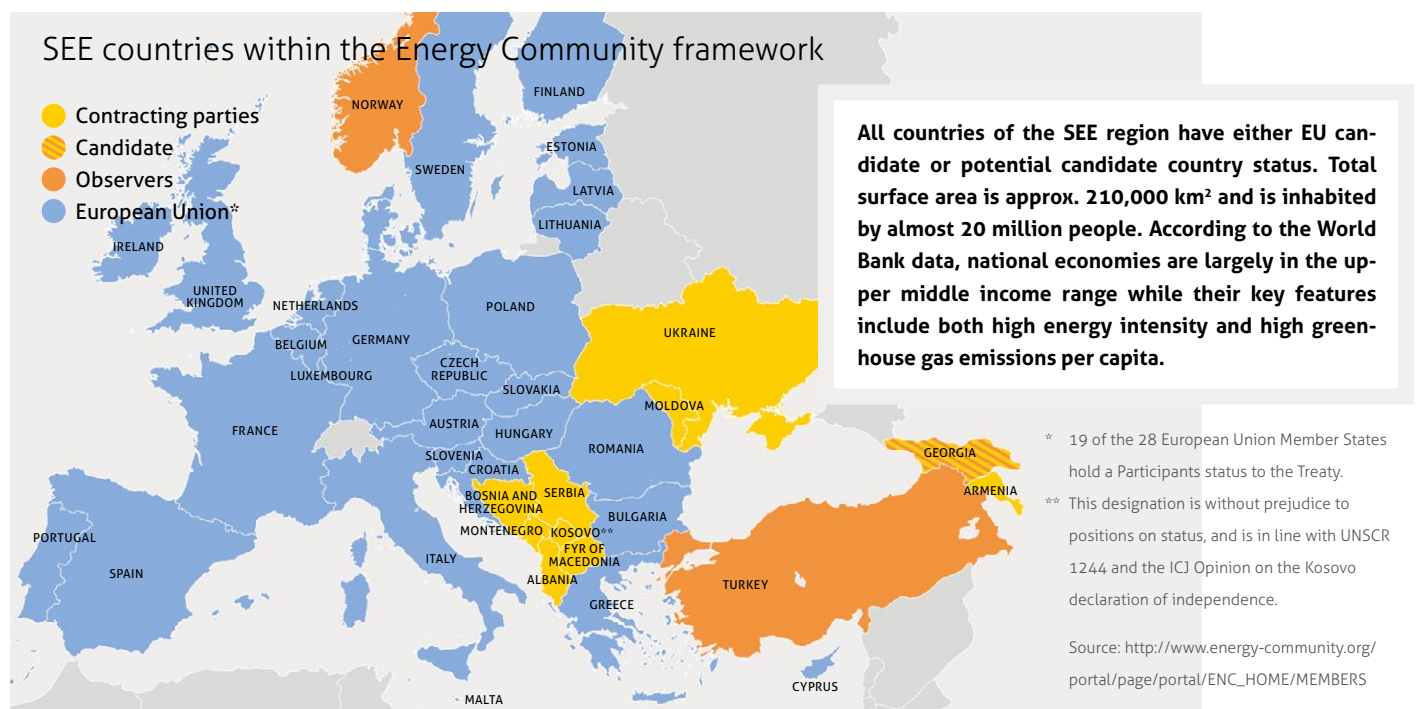 SEE countries within the Energy Community framework
Contracting parties
Candidate
Observers
European Union*
NORWAY
FINLAND
SWEDEN
ESTONIA
LATVIA
LITHUANIA
IRELAND
UNITED
KINGDOM
NETHERLANDS
BELGIUM
GERMANY
LUXEMBOURG
POLAND
CZECH
REPUBLIC
SLOVAKIA
UKRAINE
MOLDOVA
FRANCE
AUSTRIA
HUNGARY
ROMANIA
SLOVENIA
CROATIA
BOSNIA AND
HERZEGOVINA
SERBIA
MONTENEGRO
KOSOVO**
BULGARIA
FYR OF
MACEDONIA
ALBANIA
GREECE
ITALY
PORTUGAL
SPAIN
MALTA
TURKEY
CYPRUS
GEORGIA
ARMENIA
All countries of the SEE region have either EU can-
didate or potential candidate country status. Total
surface area is approx. 210,000 km² and is inhabited
by almost 20 million people. According to the World
Bank data, national economies are largely in the up-
per middle income range while their key features
include both high energy intensity and high green-
house gas emissions per capita.
* 19 of the 28 European Union Member States
hold a Participants status to the Treaty.
** This designation is without prejudice to
positions on status, and is in line with UNSCR
1244 and the ICJ Opinion on the Kosovo
declaration of independence.
Source: http://www.energy-community.org/
portal/page/portal/ENC_HOME/MEMBERS